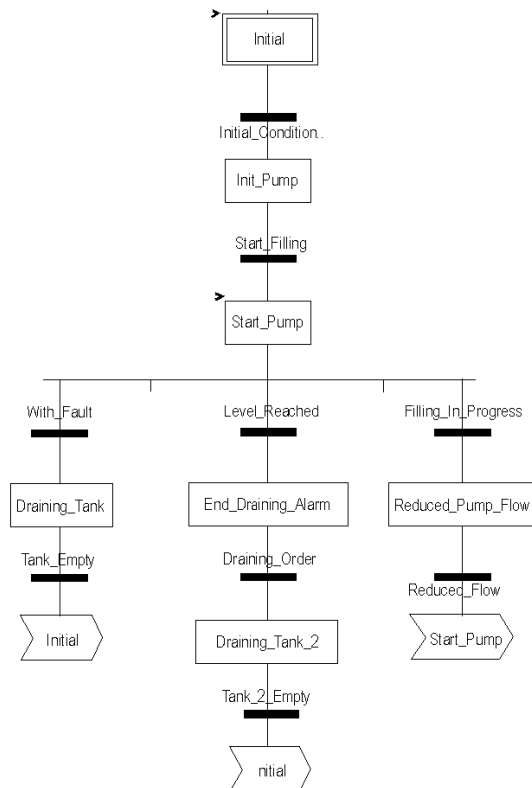 Initial
Initial_Condition..
Init_Pump
Start_Filling
Start_Pump
With_Fault
Level_Reached
Filling_In_Progress
Draining_Tank
End_Draining_Alarm
Reduced_Pump_Flow
Tank_Empty
Draining_Order
Reduced_Flow
Initial
Draining_Tank_2
Start_Pump
Tank_2_Empty
nitial